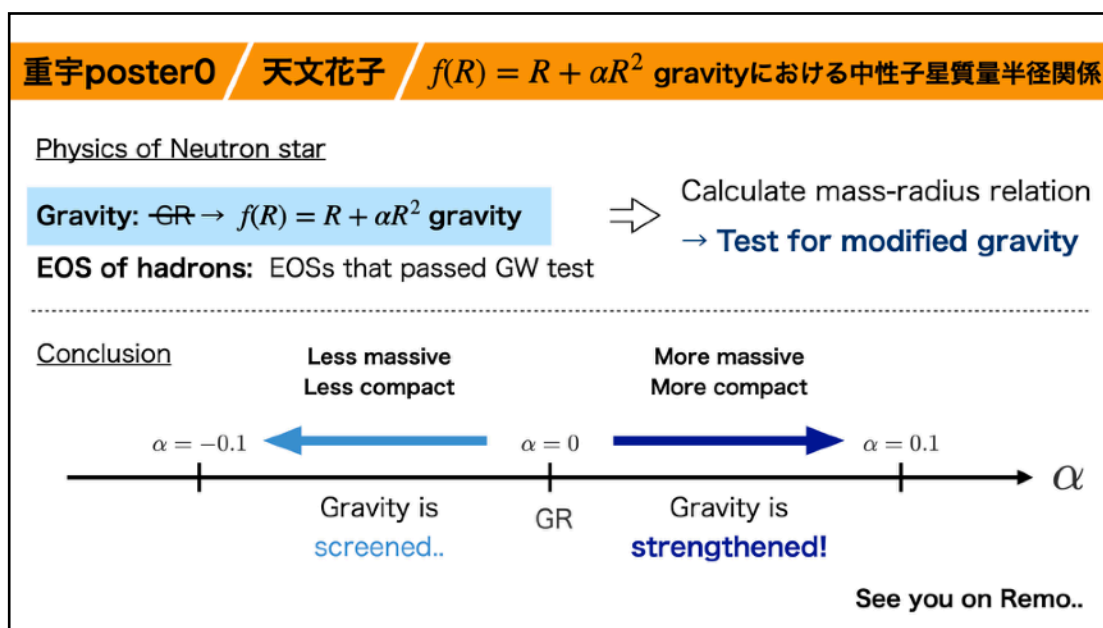 重宇poster0 / 天文花子 / f(R) = R + αR² gravityにおける中性子星質量半径関係
Physics of Neutron star
Gravity: GR → f(R) = R + αR² gravity
EOS of hadrons: EOSs that passed GW test
Calculate mass-radius relation
→ Test for modified gravity
Conclusion
Less massive
Less compact
More massive
More compact
α = −0.1
α = 0
α = 0.1
α
Gravity is
screened..
GR
Gravity is
strengthened!
See you on Remo..